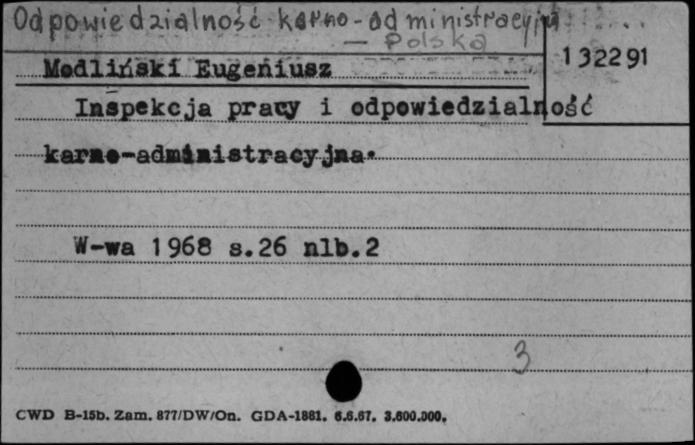 Odpowiedzialność karno-administracyjna
— Polska
132291
Modliński Eugeniusz
Inspekcja pracy i odpowiedzialność
karno-administracyjna.
W-wa 1968 s.26 nlb.2
3
CWD B-15b. Zam. 877/DW/On. GDA-1881. 6.6.67. 3.600.000.